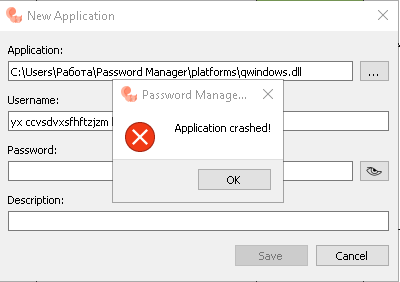 New Application
Application:
C:\Users\Работа\Password Manager\platforms\qwindows.dll
...
Password Manage...
Username:
yx ccvsdvxsfhftzjzm
Application crashed!
Password:
OK
Description:
Save
Cancel